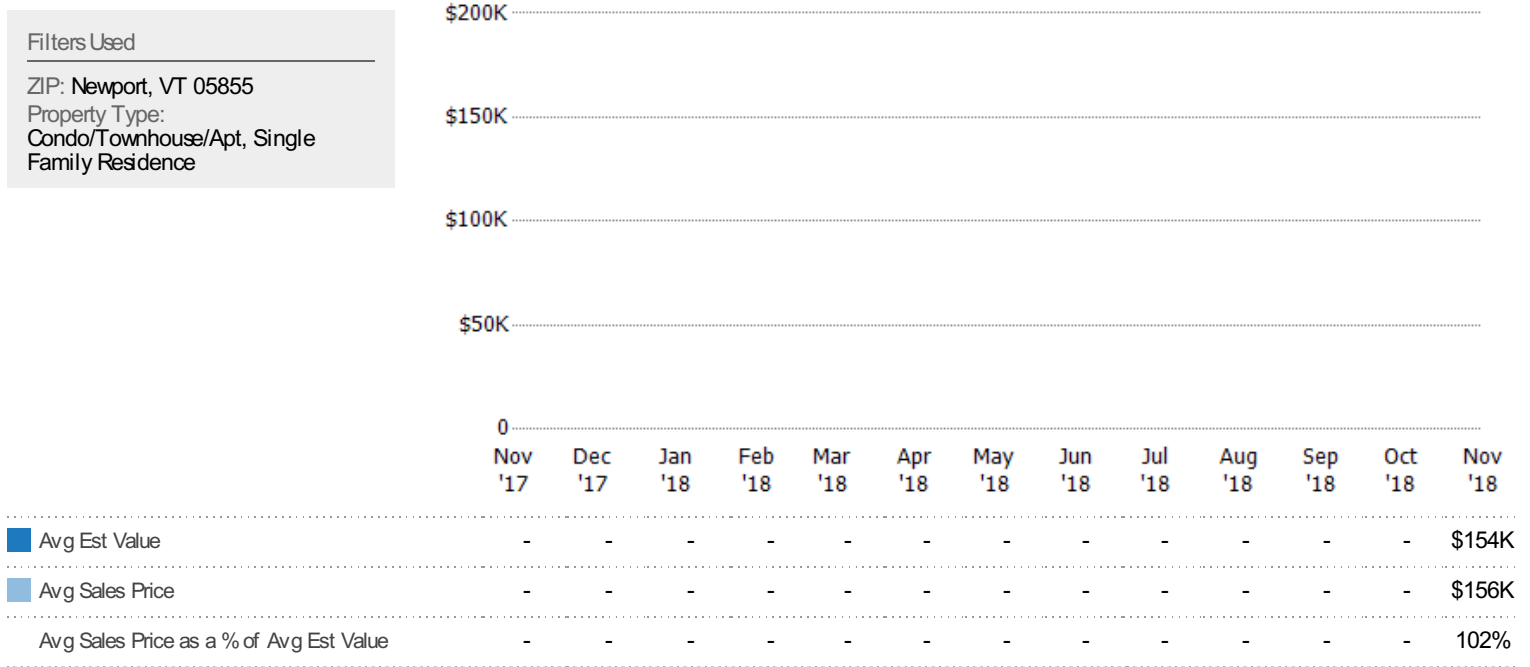 Filters Used
ZIP: Newport, VT 05855
Property Type:
Condo/Townhouse/Apt, Single
Family Residence
$200K
$150K
$100K
$50K
0
Nov Dec Jan Feb Mar Apr May Jun Jul Aug Sep Oct Nov
'17 '17 '18 '18 '18 '18 '18 '18 '18 '18 '18 '18 '18
Avg Est Value - - - - - - - - - - - - $154K
Avg Sales Price - - - - - - - - - - - - $156K
Avg Sales Price as a % of Avg Est Value - - - - - - - - - - - - 102%